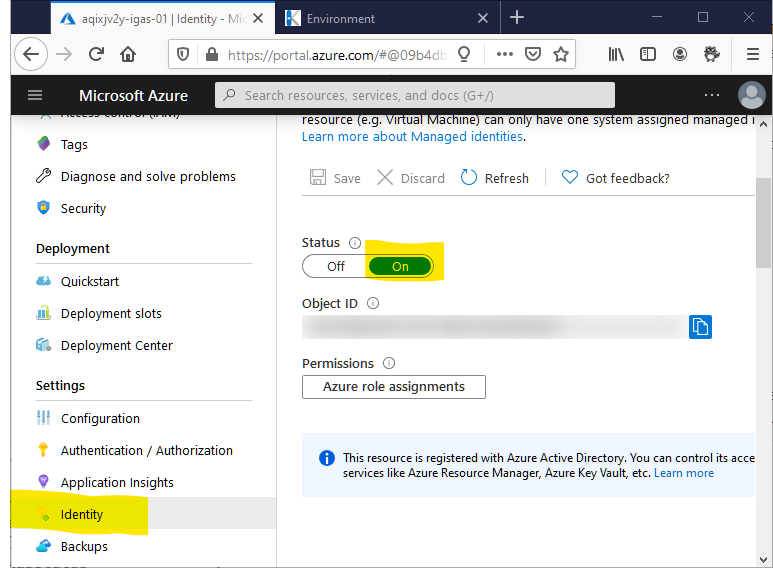 aqixjv2y-igas-01 | Identity - Mic
Environment
https://portal.azure.com/#@09b4db
Microsoft Azure
Search resources, services, and docs (G+/)
Access control (IAM)
Tags
Diagnose and solve problems
Security
Deployment
Quickstart
Deployment slots
Deployment Center
Settings
Configuration
Authentication / Authorization
Application Insights
Identity
Backups
resource (e.g. Virtual Machine) can only have one system assigned managed i
Learn more about Managed identities.
Save Discard Refresh Got feedback?
Status
Off On
Object ID
Permissions
Azure role assignments
This resource is registered with Azure Active Directory. You can control its acce
services like Azure Resource Manager, Azure Key Vault, etc. Learn more